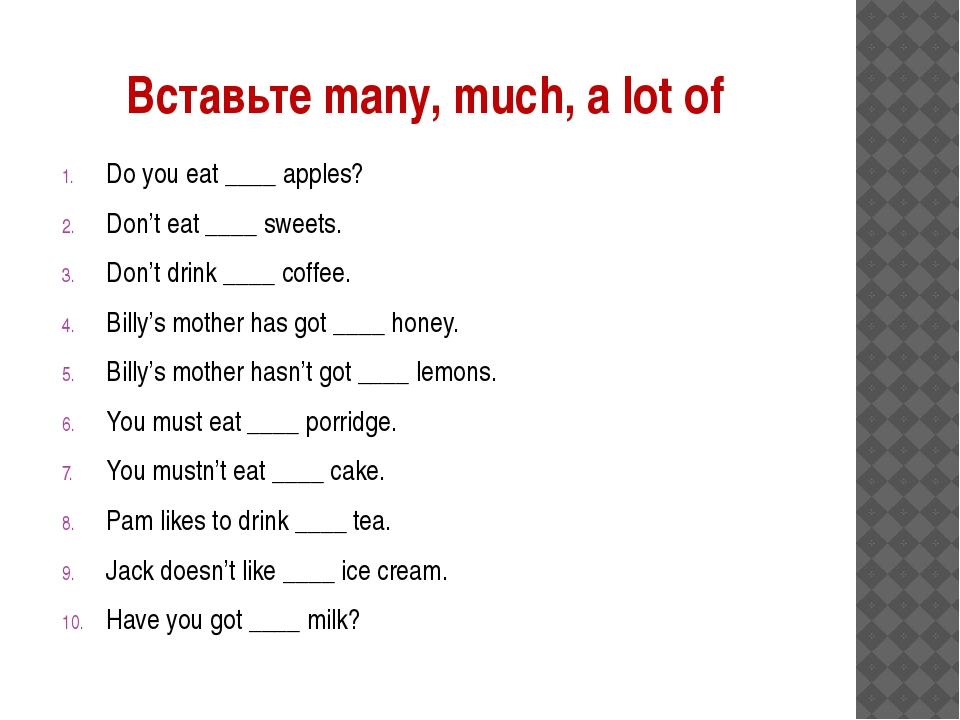 Вставьте many, much, a lot of
1. Do you eat ____ apples?
2. Don’t eat ____ sweets.
3. Don’t drink ____ coffee.
4. Billy’s mother has got ____ honey.
5. Billy’s mother hasn’t got ____ lemons.
6. You must eat ____ porridge.
7. You mustn’t eat ____ cake.
8. Pam likes to drink ____ tea.
9. Jack doesn’t like ____ ice cream.
10. Have you got ____ milk?